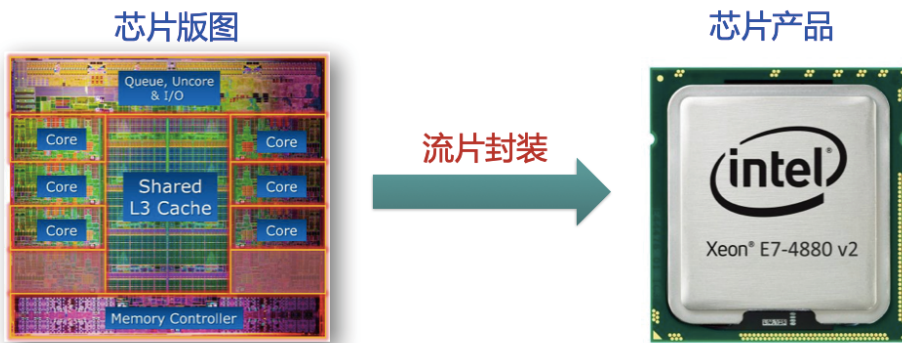 芯片版图
芯片产品
Queue, Uncore
& I/O
Core
Core
Core
Core
Core
Core
Shared
L3 Cache
Memory Controller
流片封装
intel®
Xeon® E7-4880 v2